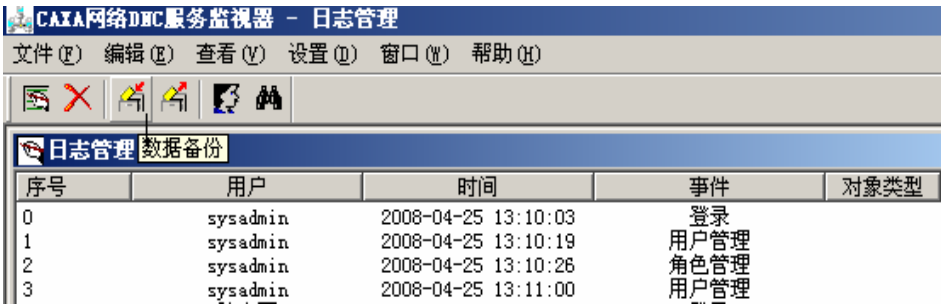 CAXA网络DNC服务监视器 - 日志管理
文件(F) 编辑(E) 查看(V) 设置(D) 窗口(W) 帮助(H)
日志管理 数据备份
序号 用户 时间 事件 对象类型
0 sysadmin 2008-04-25 13:10:03 登录
1 sysadmin 2008-04-25 13:10:19 用户管理
2 sysadmin 2008-04-25 13:10:26 角色管理
3 sysadmin 2008-04-25 13:11:00 用户管理